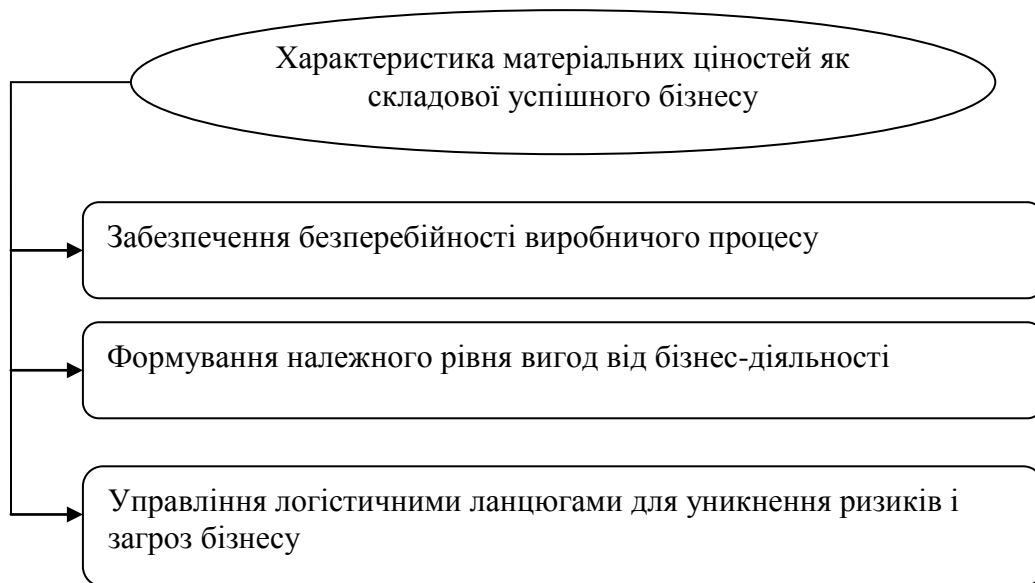 Характеристика матеріальних ціностей як
складової успішного бізнесу
Забезпечення безперебійності виробничого процесу
Формування належного рівня вигод від бізнес-діяльності
Управління логістичними ланцюгами для уникнення ризиків і
загроз бізнесу